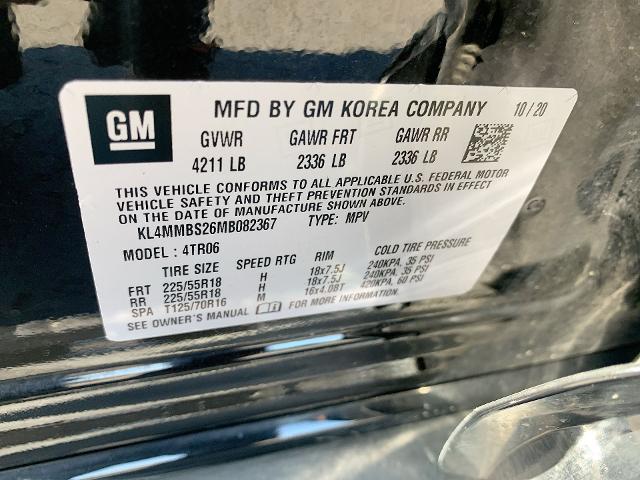 GM
MFD BY GM KOREA COMPANY 10/20
GVWR GAWR FRT GAWR RR
4211 LB 2336 LB 2336 LB
THIS VEHICLE CONFORMS TO ALL APPLICABLE U.S. FEDERAL MOTOR
VEHICLE SAFETY AND THEFT PREVENTION STANDARDS IN EFFECT
ON THE DATE OF MANUFACTURE SHOWN ABOVE.
KL4MMBS26MB082367 TYPE: MPV
MODEL: 4TR06
TIRE SIZE SPEED RTG RIM COLD TIRE PRESSURE
FRT 225/55R18 H 18x7.5J 240KPA, 35 PSI
RR 225/55R18 H 18x7.5J 240KPA, 35 PSI
SPA T125/70R16 M 16x4.0BT 420KPA, 60 PSI
SEE OWNER'S MANUAL FOR MORE INFORMATION.